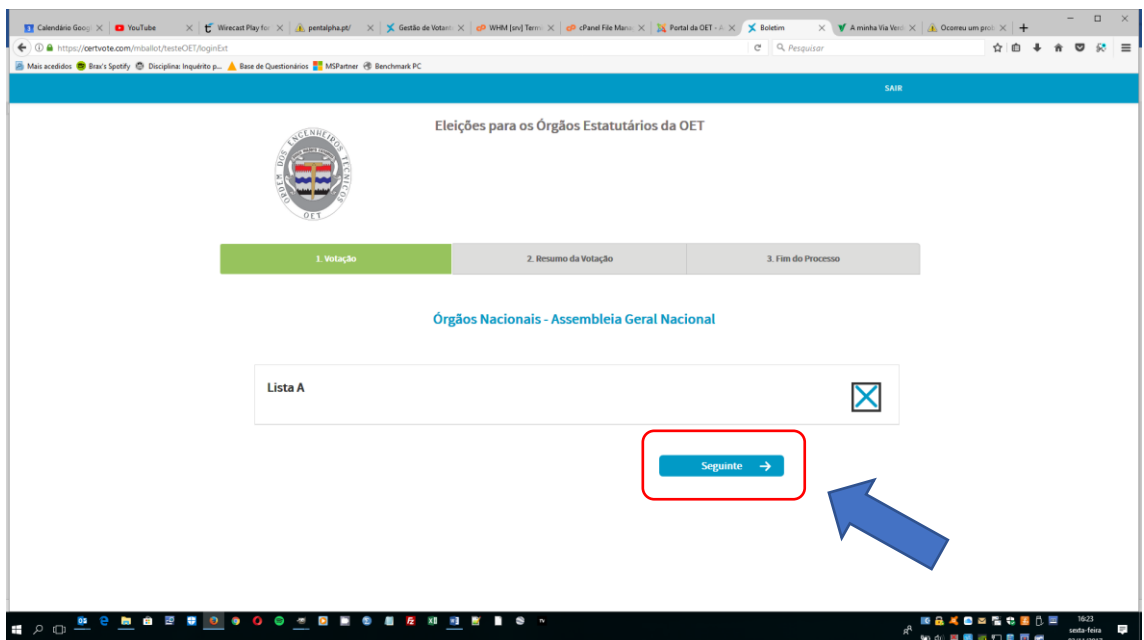 Calendário Goog
YouTube
Wirecast Play for
pentalpha.pt/
Gestão de Votant
WHM [srv] Term
cPanel File Mana
Portal da OET - A
Boletim
A minha Via Verd
Ocorreu um prob
https://certvote.com/mballot/testeOET/loginExt
Pesquisar
Mais acedidos
Brax's Spotify
Disciplina: Inquérito p...
Base de Questionários
MSPartner
Benchmark PC
SAIR
Eleições para os Órgãos Estatutários da OET
ORDEM DOS ENGENHEIROS TECNICOS
OET
1. Votação
2. Resumo da Votação
3. Fim do Processo
Órgãos Nacionais - Assembleia Geral Nacional
Lista A
Seguinte
16:23
sexta-feira